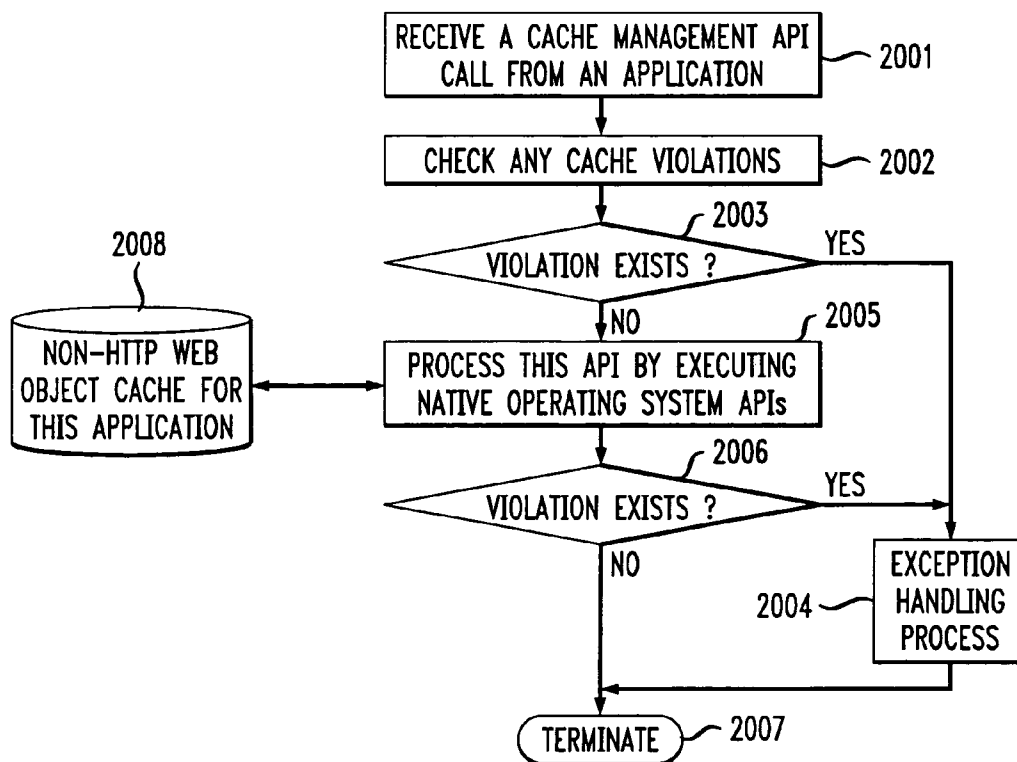 RECEIVE A CACHE MANAGEMENT API
CALL FROM AN APPLICATION
2001
CHECK ANY CACHE VIOLATIONS
2002
2003
VIOLATION EXISTS ?
YES
NO
2008
NON-HTTP WEB
OBJECT CACHE FOR
THIS APPLICATION
2005
PROCESS THIS API BY EXECUTING
NATIVE OPERATING SYSTEM APIs
2006
VIOLATION EXISTS ?
YES
NO
2004
EXCEPTION
HANDLING
PROCESS
TERMINATE
2007